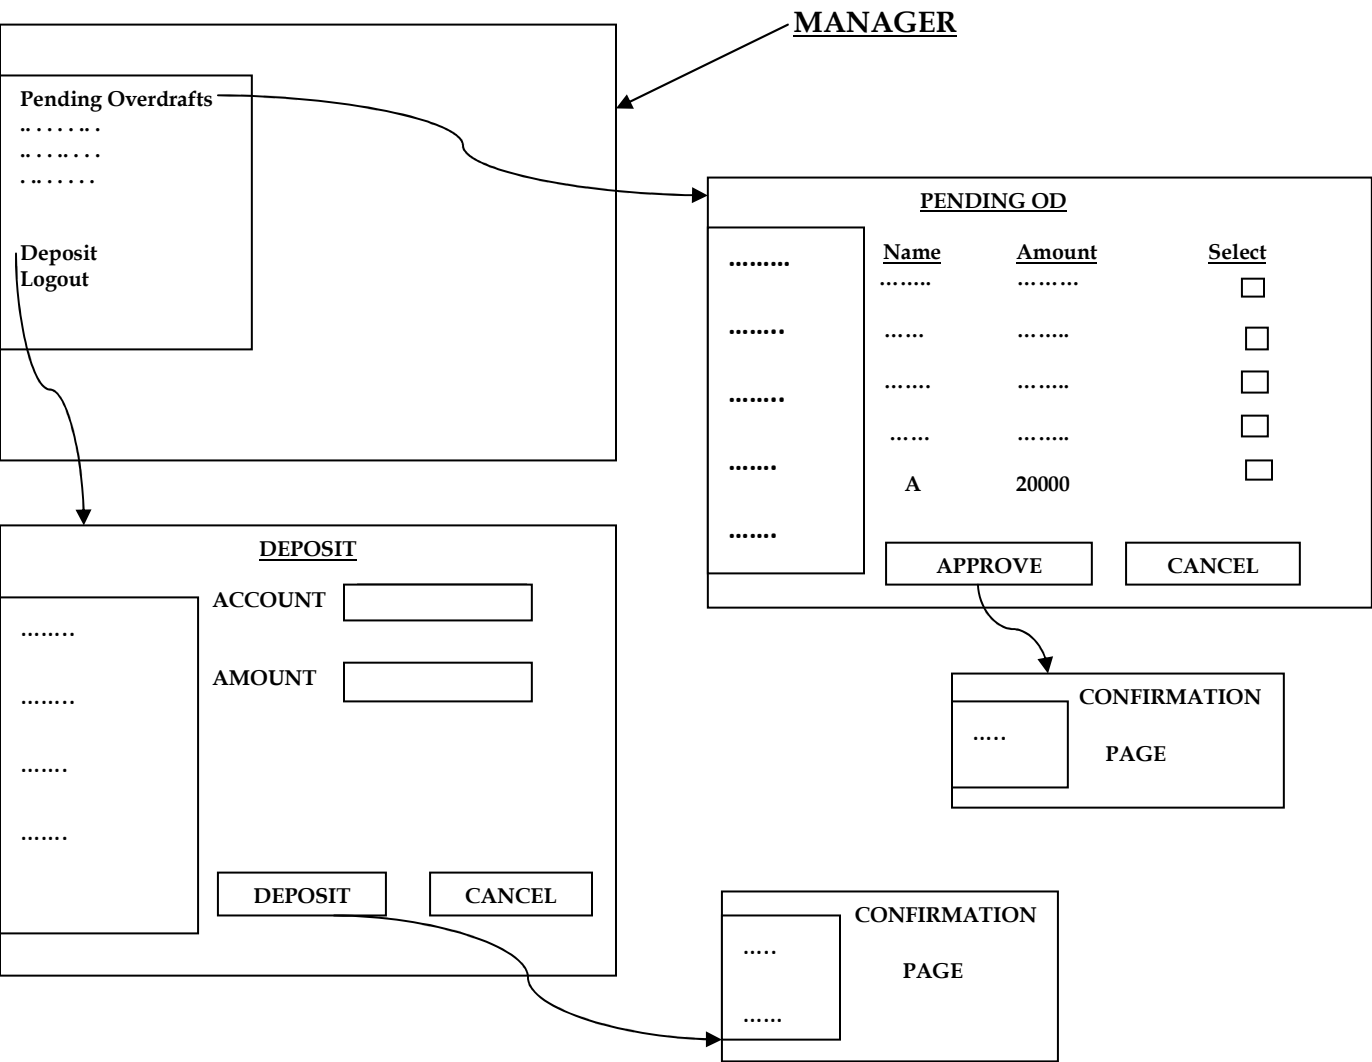 MANAGER
Pending Overdrafts
.. . . . . .. .
.. . . .. . . .
. .. . . . . .
Deposit
Logout
PENDING OD
.........
........
........
.......
.......
Name Amount Select
........ .........
...... ........
....... ........
...... ........
A 20000
APPROVE CANCEL
CONFIRMATION
.....
PAGE
DEPOSIT
ACCOUNT
AMOUNT
........
........
.......
.......
DEPOSIT CANCEL
CONFIRMATION
.....
PAGE
......